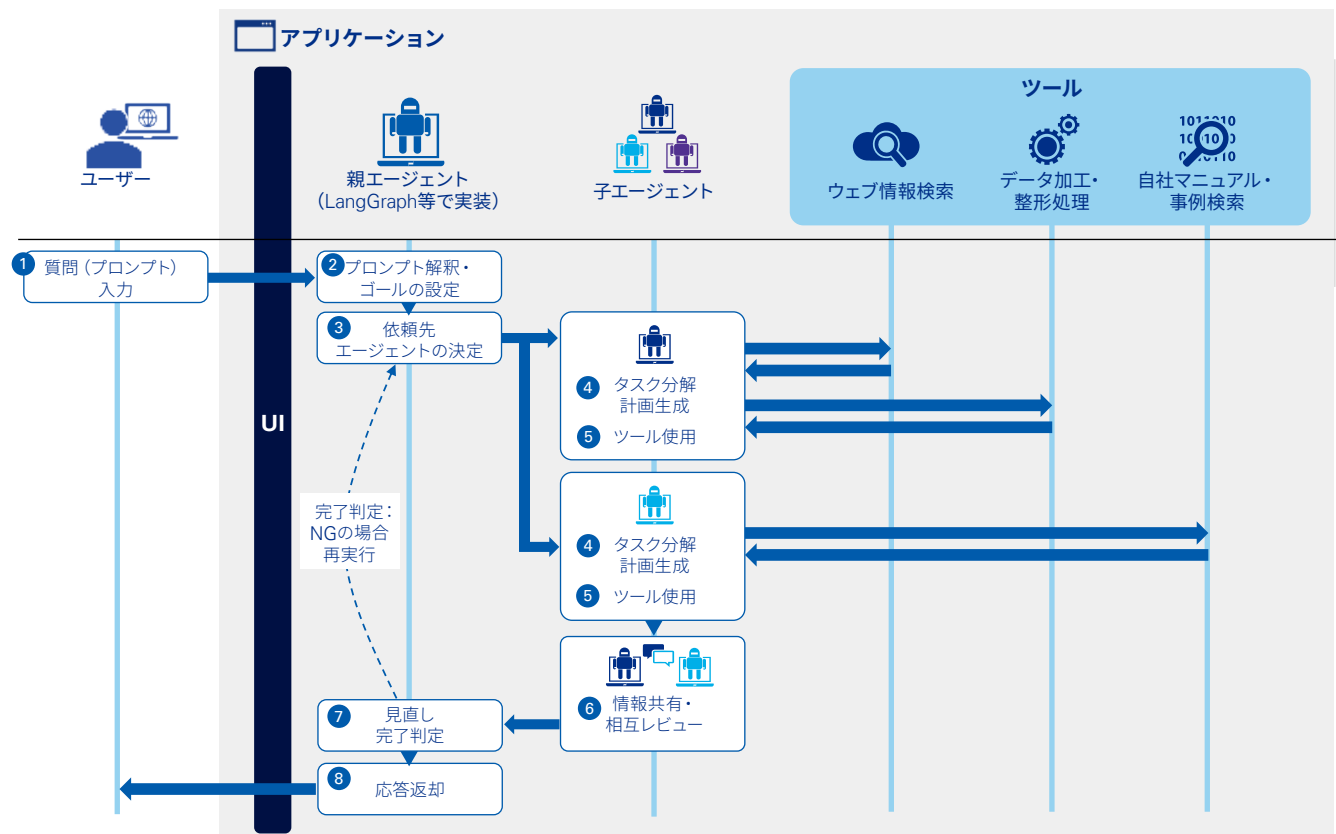 アプリケーション
ツール
ユーザー
親エージェント
(LangGraph等で実装)
子エージェント
ウェブ情報検索
データ加工・
整形処理
1011010
自社マニュアル・
事例検索
UI
1 質問(プロンプト)
入力
2 プロンプト解釈・
ゴールの設定
3 依頼先
エージェントの決定
4 タスク分解
計画生成
5 ツール使用
完了判定:
NGの場合
再実行
4 タスク分解
計画生成
5 ツール使用
6 情報共有・
相互レビュー
7 見直し
完了判定
8 応答返却